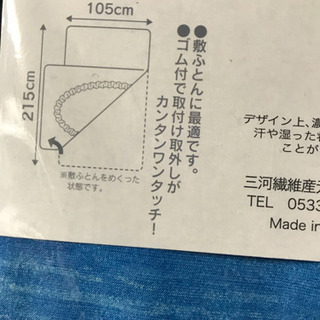 105cm
215cm
※敷ふとんをめくった
状態です。
●敷ふとんに最適です。
●ゴム付で取付け取外しが
カンタンワンタッチ！
デザイン上、濃
汗や湿った
ことが
三河繊維産
TEL 0533
Made in